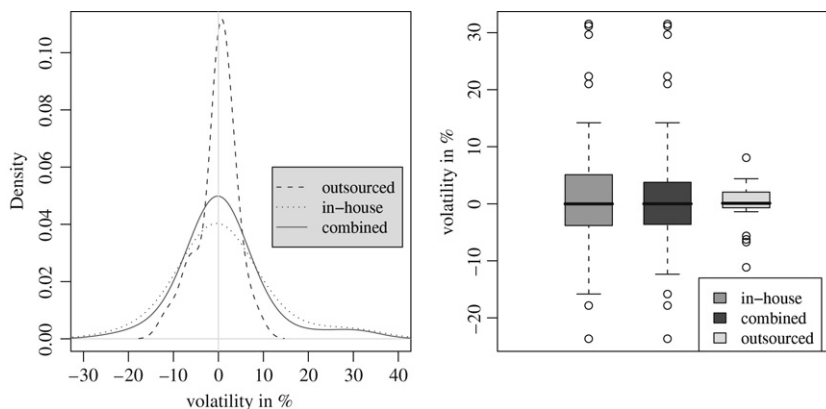 0.10
0.08
0.06
0.04
0.02
0.00
Density
outsourced
in-house
combined
−30 −20 −10 0 10 20 30 40
volatility in %
30
20
10
0
−10
−20
volatility in %
in-house
combined
outsourced